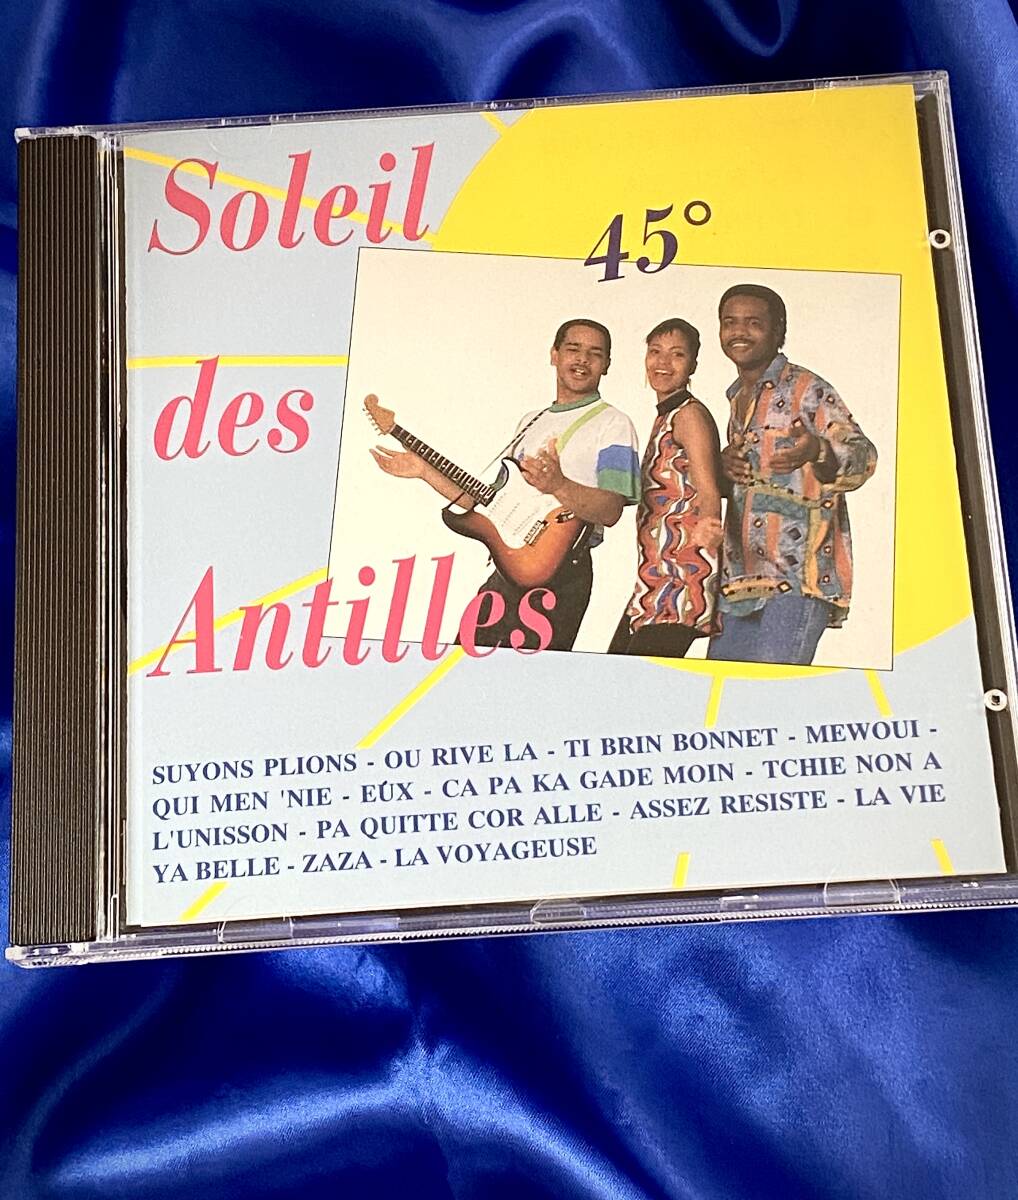 Soleil
45°
des
Antilles
SUYONS PLIONS - OU RIVE LA - TI BRIN BONNET - MEWOUI -
QUI MEN 'NIE - EÚX - CA PA KA GADE MOIN - TCHIE NON A
L'UNISSON - PA QUITTE COR ALLE - ASSEZ RESISTE - LA VIE
YA BELLE - ZAZA - LA VOYAGEUSE